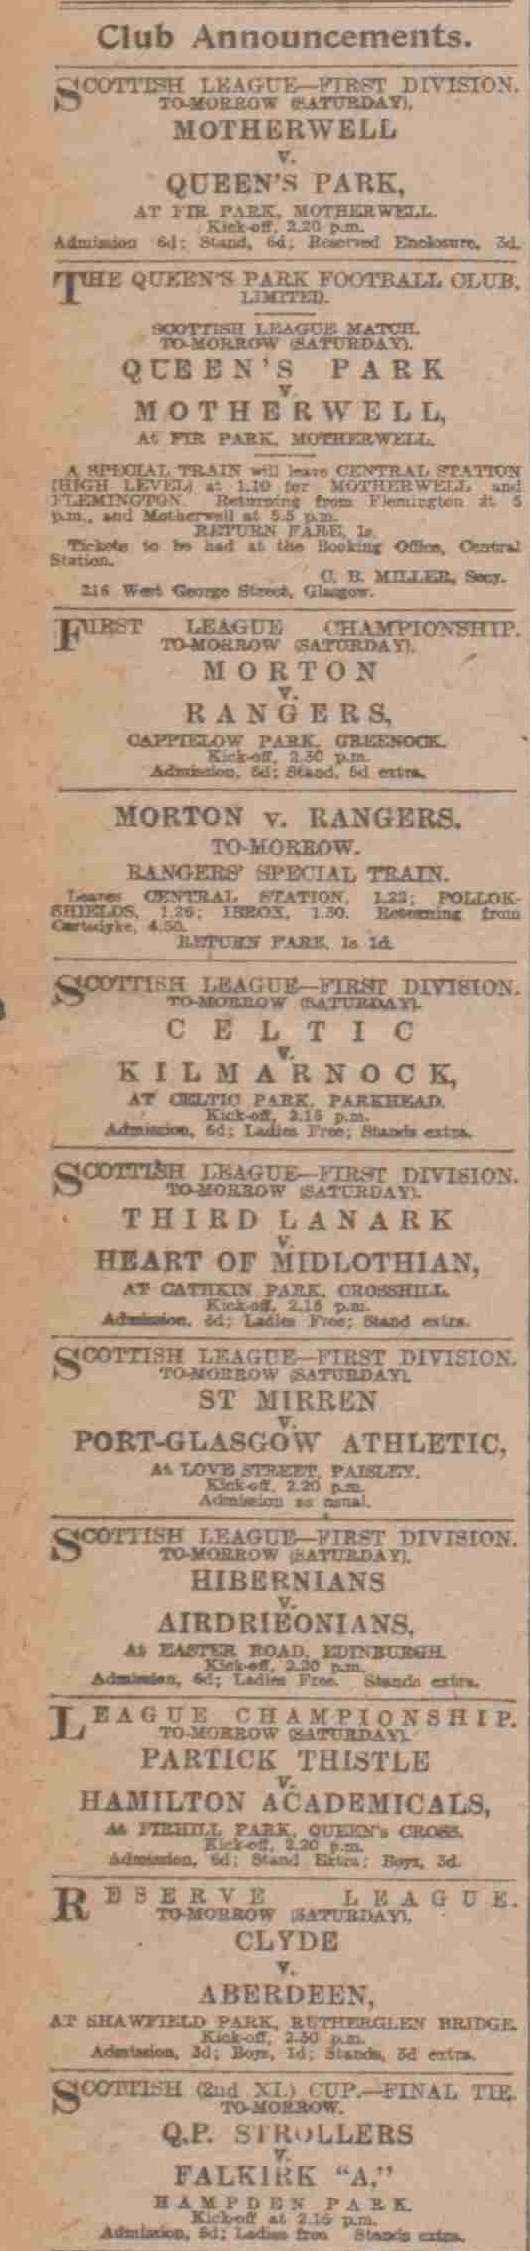 Club Announcements.
SCOTTISH LEAGUE—FIRST DIVISION.
TO-MORROW (SATURDAY),
MOTHERWELL
v.
QUEEN'S PARK,
AT FIR PARK, MOTHERWELL.
Kick-off, 2.20 p.m.
Admission 6d; Stand, 6d; Reserved Enclosure, 3d.
THE QUEEN'S PARK FOOTBALL CLUB,
LIMITED.
SCOTTISH LEAGUE MATCH.
TO-MORROW (SATURDAY).
QUEEN'S PARK
v.
MOTHERWELL,
At FIR PARK, MOTHERWELL.
A SPECIAL TRAIN will leave CENTRAL STATION
(HIGH LEVEL) at 1.10 for MOTHERWELL and
FLEMINGTON. Returning from Flemington at 5
p.m., and Motherwell at 5.5 p.m.
RETURN FARE, 1s.
Tickets to be had at the Booking Office, Central
Station.
C. B. MILLER, Secy.
216 West George Street, Glasgow.
FIRST LEAGUE CHAMPIONSHIP.
TO-MORROW (SATURDAY).
MORTON
v.
RANGERS,
CAPPIELOW PARK, GREENOCK.
Kick-off, 2.30 p.m.
Admission, 6d; Stand, 6d extra.
MORTON v. RANGERS.
TO-MORROW.
RANGERS' SPECIAL TRAIN.
Leaves CENTRAL STATION, 1.22; POLLOK-
SHIELDS, 1.26; IBROX, 1.30. Returning from
Cartsdyke, 4.50.
RETURN FARE, 1s 1d.
SCOTTISH LEAGUE—FIRST DIVISION.
TO-MORROW (SATURDAY).
CELTIC
v.
KILMARNOCK,
AT CELTIC PARK, PARKHEAD.
Kick-off, 2.15 p.m.
Admission, 6d; Ladies Free; Stands extra.
SCOTTISH LEAGUE—FIRST DIVISION.
TO-MORROW (SATURDAY).
THIRD LANARK
v.
HEART OF MIDLOTHIAN,
AT CATHKIN PARK, CROSSHILL.
Kick-off, 2.15 p.m.
Admission, 6d; Ladies Free; Stand extra.
SCOTTISH LEAGUE—FIRST DIVISION.
TO-MORROW (SATURDAY).
ST MIRREN
v.
PORT-GLASGOW ATHLETIC,
At LOVE STREET, PAISLEY.
Kick-off, 2.20 p.m.
Admission as usual.
SCOTTISH LEAGUE—FIRST DIVISION.
TO-MORROW (SATURDAY).
HIBERNIANS
v.
AIRDRIEONIANS,
At EASTER ROAD, EDINBURGH.
Kick-off, 2.30 p.m.
Admission, 6d; Ladies Free. Stands extra.
LEAGUE CHAMPIONSHIP.
TO-MORROW (SATURDAY).
PARTICK THISTLE
v.
HAMILTON ACADEMICALS,
At FIRHILL PARK, QUEEN'S CROSS.
Kick-off, 2.20 p.m.
Admission, 6d; Stand Extra; Boys, 3d.
RESERVE LEAGUE.
TO-MORROW (SATURDAY).
CLYDE
v.
ABERDEEN,
AT SHAWFIELD PARK, RUTHERGLEN BRIDGE.
Kick-off, 2.30 p.m.
Admission, 3d; Boys, 1d; Stands, 3d extra.
SCOTTISH (2nd XI.) CUP.—FINAL TIE.
TO-MORROW.
Q.P. STROLLERS
v.
FALKIRK "A,"
HAMPDEN PARK.
Kick-off at 2.15 p.m.
Admission, 6d; Ladies free Stands extra.